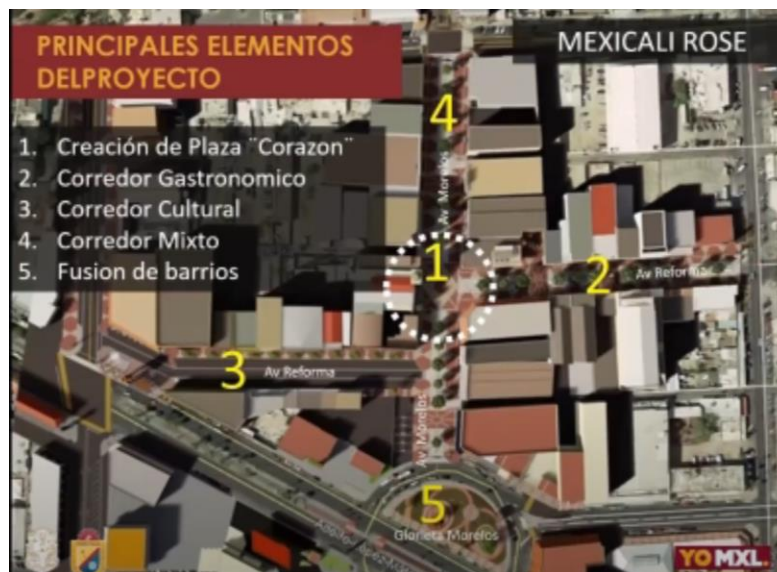 PRINCIPALES ELEMENTOS
DELPROYECTO
MEXICALI ROSE
1. Creación de Plaza ¨Corazon¨
2. Corredor Gastronomico
3. Corredor Cultural
4. Corredor Mixto
5. Fusion de barrios
4
Av Morelos
1
2
Av Reforma
3
Av Reforma
Av Morelos
5
Glorieta Morelos
YO MXL.